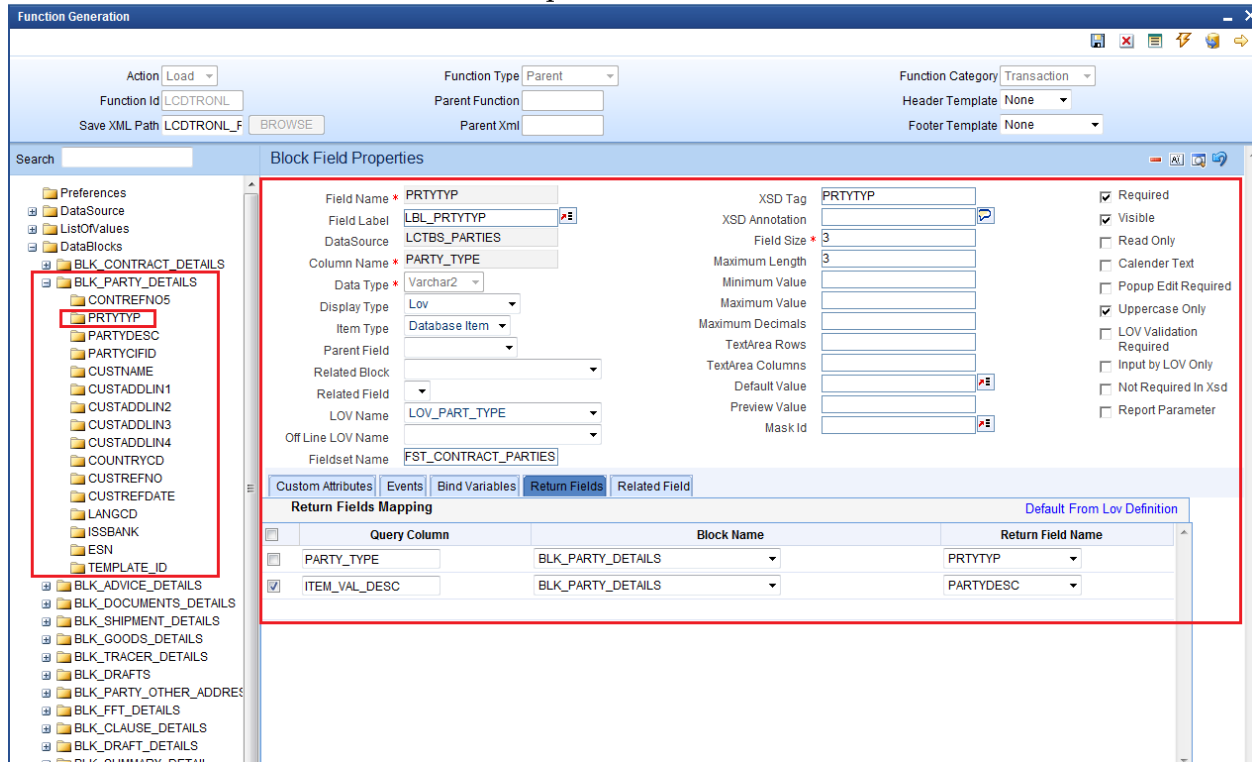 Function Generation
Action Load
Function Type Parent
Function Category Transaction
Function Id LCDTRONL
Parent Function
Header Template None
Save XML Path LCDTRONL_F BROWSE
Parent Xml
Footer Template None
Search
Block Field Properties
Preferences
DataSource
ListOfValues
DataBlocks
BLK_CONTRACT_DETAILS
BLK_PARTY_DETAILS
CONTREFNO5
PRTYTYP
PARTYDESC
PARTYCIFID
CUSTNAME
CUSTADDLIN1
CUSTADDLIN2
CUSTADDLIN3
CUSTADDLIN4
COUNTRYCD
CUSTREFNO
CUSTREFDATE
LANGCD
ISSBANK
ESN
TEMPLATE_ID
BLK_ADVICE_DETAILS
BLK_DOCUMENTS_DETAILS
BLK_SHIPMENT_DETAILS
BLK_GOODS_DETAILS
BLK_TRACER_DETAILS
BLK_DRAFTS
BLK_PARTY_OTHER_ADDRES
BLK_FFT_DETAILS
BLK_CLAUSE_DETAILS
BLK_DRAFT_DETAILS
Field Name * PRTYTYP
Field Label LBL_PRTYTYP
DataSource LCTBS_PARTIES
Column Name * PARTY_TYPE
Data Type * Varchar2
Display Type Lov
Item Type Database Item
Parent Field
Related Block
Related Field
LOV Name LOV_PART_TYPE
Off Line LOV Name
Fieldset Name FST_CONTRACT_PARTIES
XSD Tag PRTYTYP
XSD Annotation
Field Size * 3
Maximum Length 3
Minimum Value
Maximum Value
Maximum Decimals
TextArea Rows
TextArea Columns
Default Value
Preview Value
Mask Id
Required
Visible
Read Only
Calender Text
Popup Edit Required
Uppercase Only
LOV Validation
Required
Input by LOV Only
Not Required In Xsd
Report Parameter
Custom Attributes Events Bind Variables Return Fields Related Field
Return Fields Mapping Default From Lov Definition
Query Column Block Name Return Field Name
PARTY_TYPE BLK_PARTY_DETAILS PRTYTYP
ITEM_VAL_DESC BLK_PARTY_DETAILS PARTYDESC